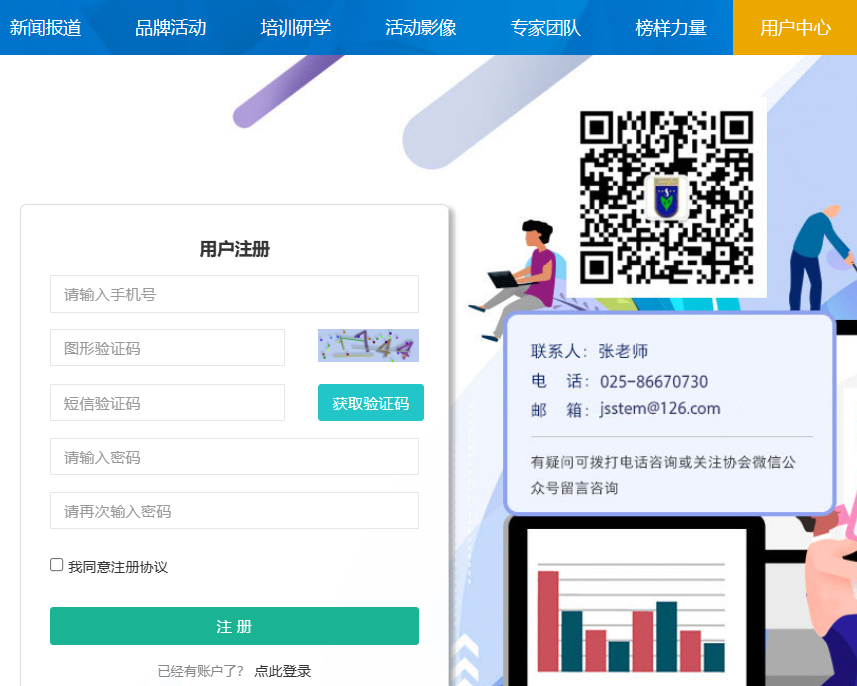 新闻报道 品牌活动 培训研学 活动影像 专家团队 榜样力量 用户中心
用户注册
请输入手机号
图形验证码
短信验证码 获取验证码
请输入密码
请再次输入密码
我同意注册协议
注 册
已经有账户了? 点此登录
联系人：张老师
电 话：025-86670730
邮 箱：jsstem@126.com
有疑问可拨打电话咨询或关注协会微信公
众号留言咨询